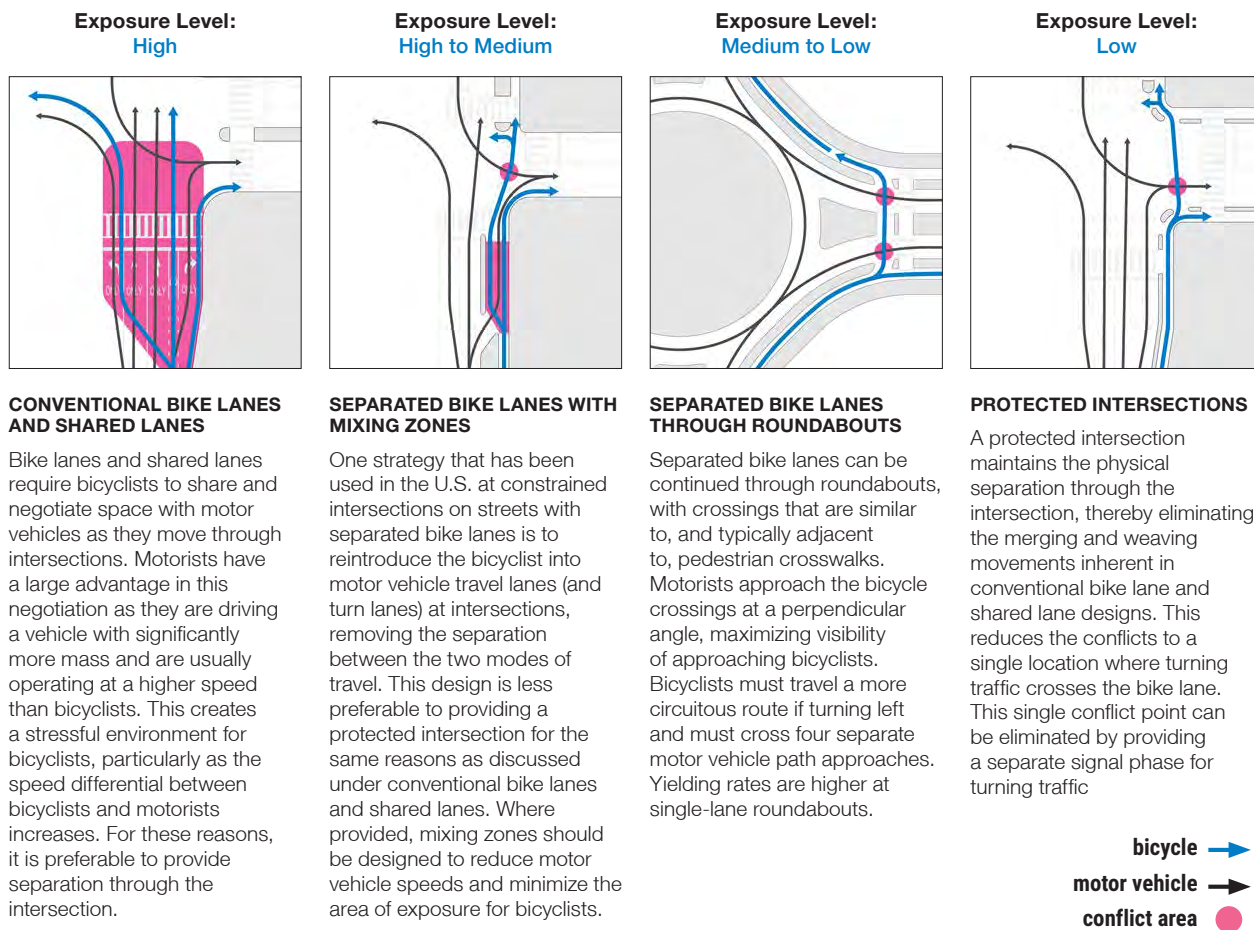 Exposure Level:
High
Exposure Level:
High to Medium
Exposure Level:
Medium to Low
Exposure Level:
Low
ONLY
ONLY
ONLY
CONVENTIONAL BIKE LANES
AND SHARED LANES
Bike lanes and shared lanes
require bicyclists to share and
negotiate space with motor
vehicles as they move through
intersections. Motorists have
a large advantage in this
negotiation as they are driving
a vehicle with significantly
more mass and are usually
operating at a higher speed
than bicyclists. This creates
a stressful environment for
bicyclists, particularly as the
speed differential between
bicyclists and motorists
increases. For these reasons,
it is preferable to provide
separation through the
intersection.
SEPARATED BIKE LANES WITH
MIXING ZONES
One strategy that has been
used in the U.S. at constrained
intersections on streets with
separated bike lanes is to
reintroduce the bicyclist into
motor vehicle travel lanes (and
turn lanes) at intersections,
removing the separation
between the two modes of
travel. This design is less
preferable to providing a
protected intersection for the
same reasons as discussed
under conventional bike lanes
and shared lanes. Where
provided, mixing zones should
be designed to reduce motor
vehicle speeds and minimize the
area of exposure for bicyclists.
SEPARATED BIKE LANES
THROUGH ROUNDABOUTS
Separated bike lanes can be
continued through roundabouts,
with crossings that are similar
to, and typically adjacent
to, pedestrian crosswalks.
Motorists approach the bicycle
crossings at a perpendicular
angle, maximizing visibility
of approaching bicyclists.
Bicyclists must travel a more
circuitous route if turning left
and must cross four separate
motor vehicle path approaches.
Yielding rates are higher at
single-lane roundabouts.
PROTECTED INTERSECTIONS
A protected intersection
maintains the physical
separation through the
intersection, thereby eliminating
the merging and weaving
movements inherent in
conventional bike lane and
shared lane designs. This
reduces the conflicts to a
single location where turning
traffic crosses the bike lane.
This single conflict point can
be eliminated by providing
a separate signal phase for
turning traffic
bicycle
motor vehicle
conflict area